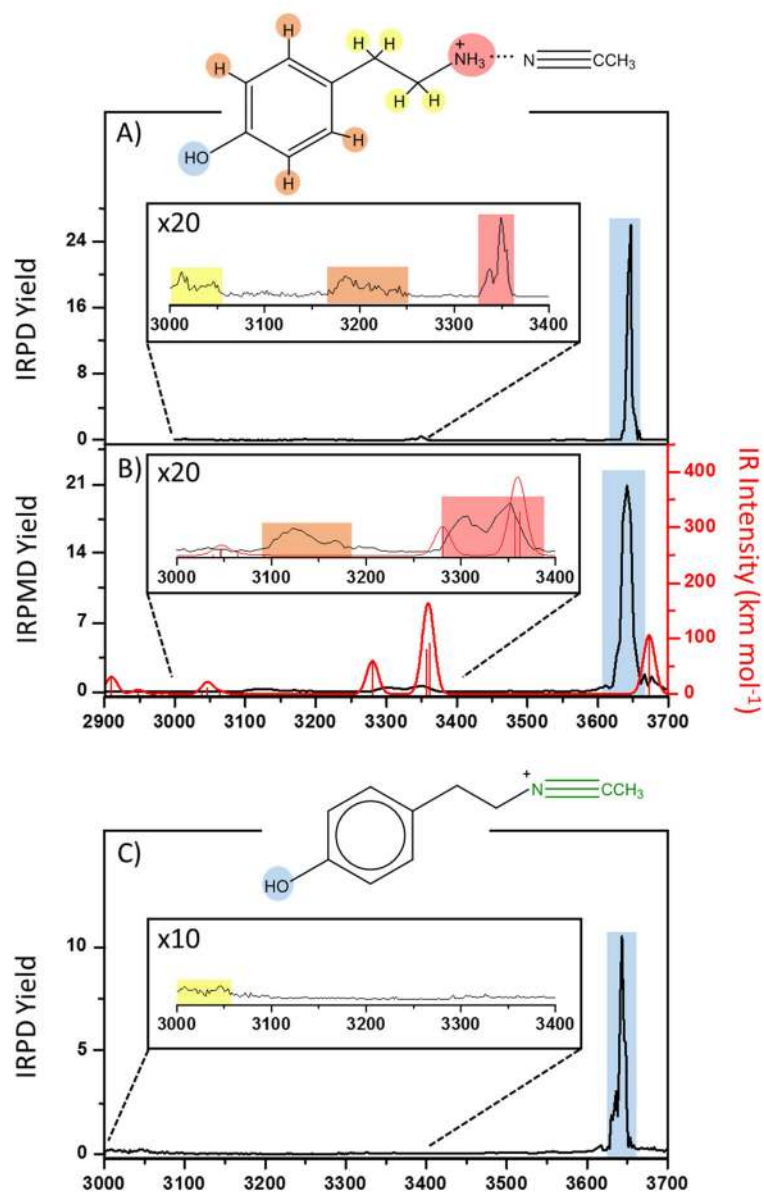 H
H H
H
+
NH₃ N CCH₃
H H
H
HO
H
A)
x20
3000 3100 3200 3300 3400
24
16
8
0
IRPD Yield
B)
x20
3000 3100 3200 3300 3400
21
14
7
0
IRPMD Yield
400
300
200
100
0
IR Intensity (km mol⁻¹)
2900 3000 3100 3200 3300 3400 3500 3600 3700
+
N CCH₃
HO
C)
x10
3000 3100 3200 3300 3400
10
5
0
IRPD Yield
3000 3100 3200 3300 3400 3500 3600 3700